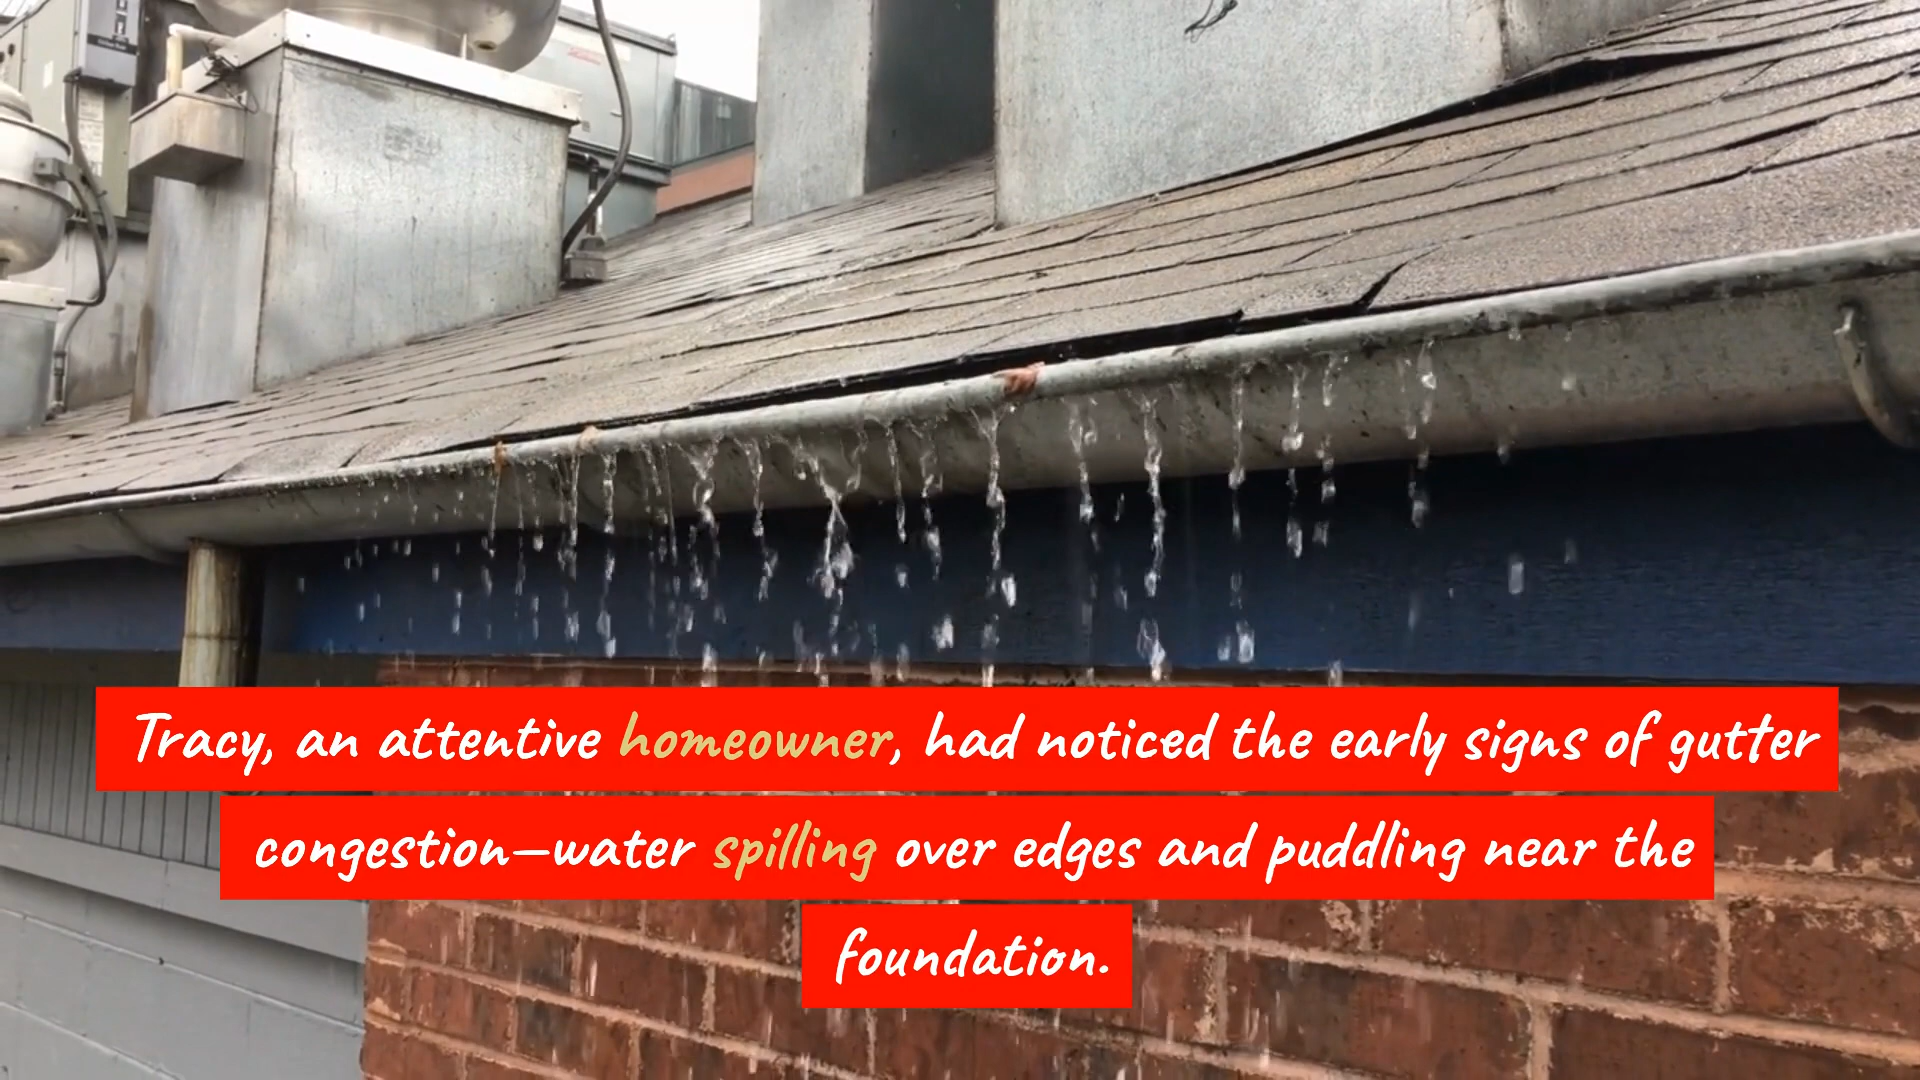 Tracy, an attentive homeowner, had noticed the early signs of gutter
congestion—water spilling over edges and puddling near the
foundation.